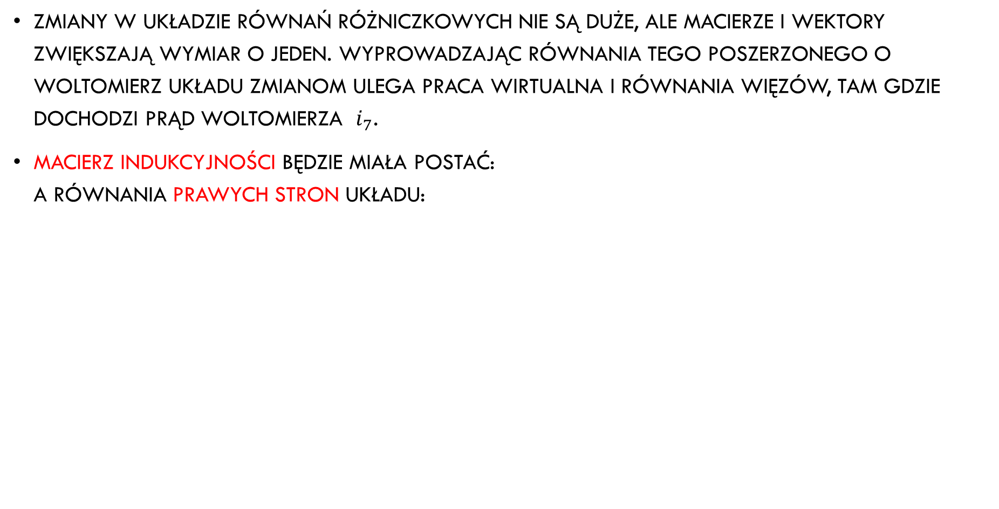 • ZMIANY W UKŁADZIE RÓWNAŃ RÓŻNICZKOWYCH NIE SĄ DUŻE, ALE MACIERZE I WEKTORY
ZWIĘKSZAJĄ WYMIAR O JEDEN. WYPROWADZAJĄC RÓWNANIA TEGO POSZERZONEGO O
WOLTOMIERZ UKŁADU ZMIANOM ULEGA PRACA WIRTUALNA I RÓWNANIA WIĘZÓW, TAM GDZIE
DOCHODZI PRĄD WOLTOMIERZA i₇.
• MACIERZ INDUKCYJNOŚCI BĘDZIE MIAŁA POSTAĆ:
A RÓWNANIA PRAWYCH STRON UKŁADU: